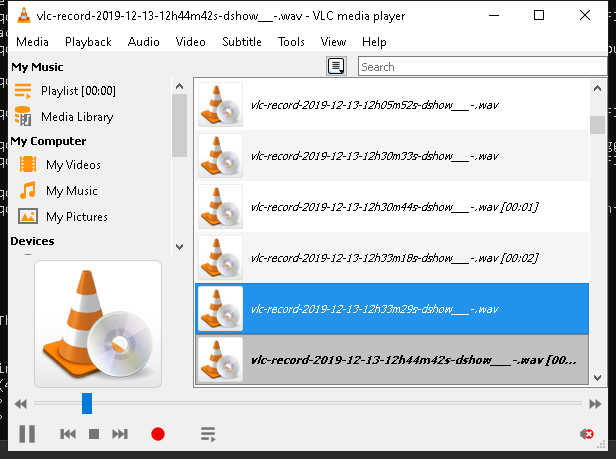 vlc-record-2019-12-13-12h44m42s-dshow___-.wav - VLC media player
Media Playback Audio Video Subtitle Tools View Help
My Music
Playlist [00:00]
Media Library
My Computer
My Videos
My Music
My Pictures
Devices
Search
vlc-record-2019-12-13-12h05m52s-dshow___-.wav
vlc-record-2019-12-13-12h30m33s-dshow___-.wav
vlc-record-2019-12-13-12h30m44s-dshow___-.wav [00:01]
vlc-record-2019-12-13-12h33m18s-dshow___-.wav [00:02]
vlc-record-2019-12-13-12h33m29s-dshow___-.wav
vlc-record-2019-12-13-12h44m42s-dshow___-.wav [00...